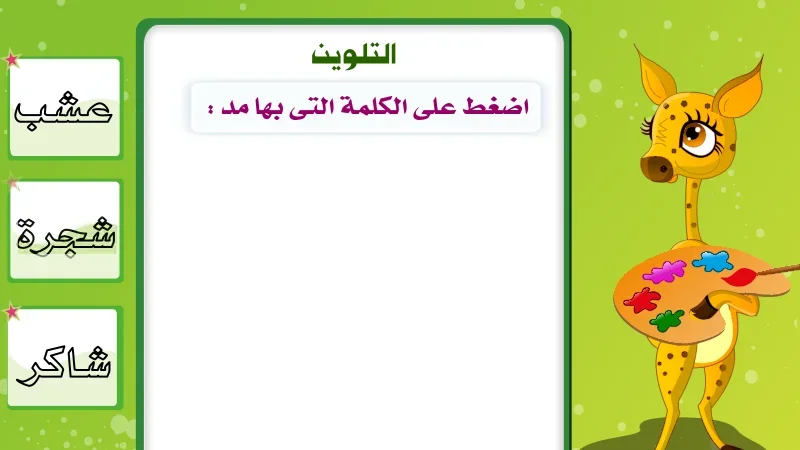 التلوين
اضغط على الكلمة التى بها مد :
عشب
شجرة
شاكر